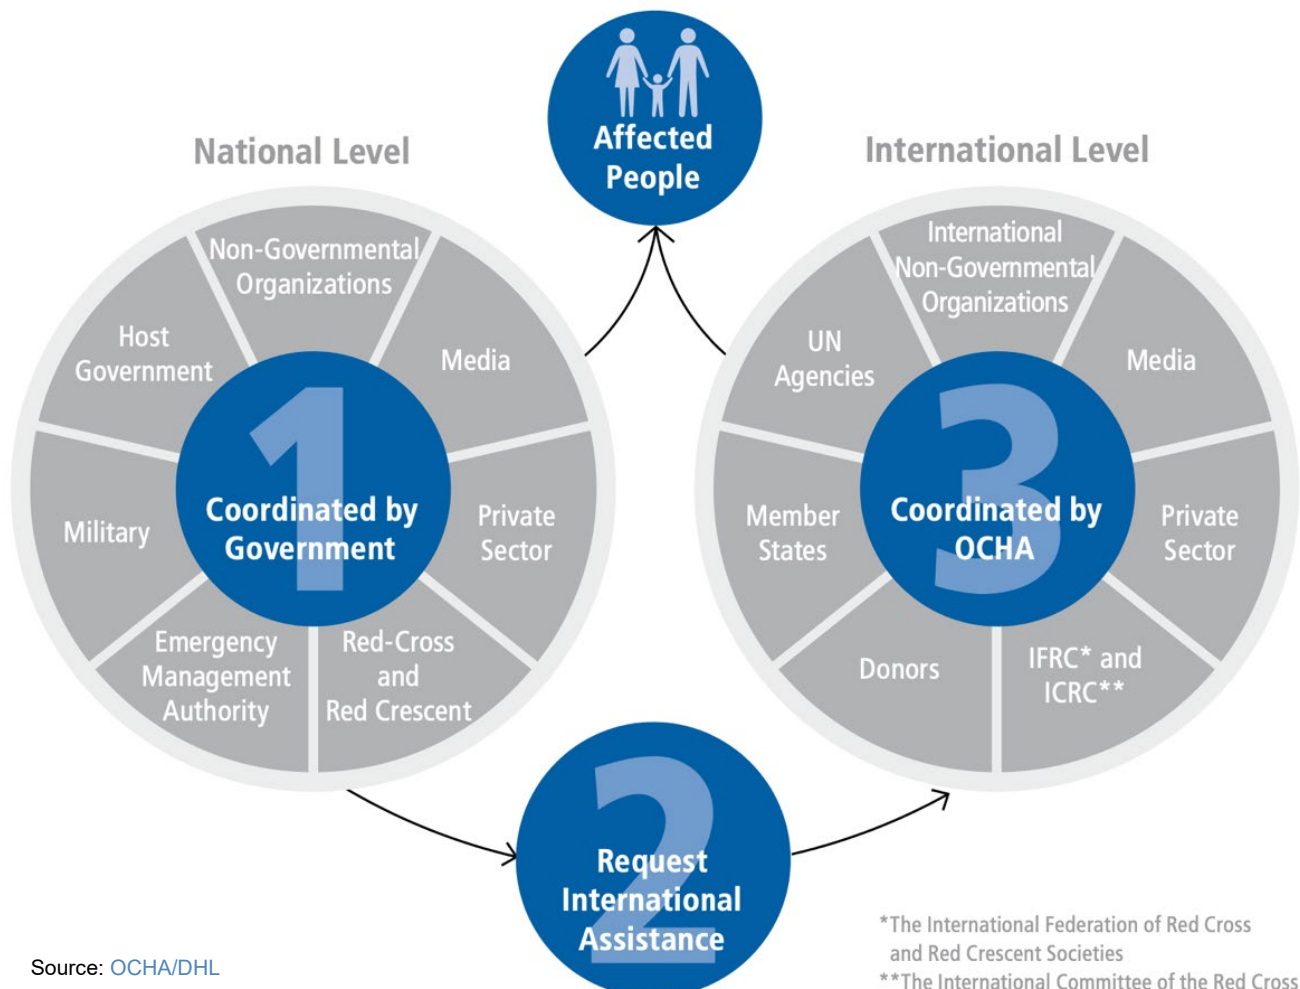 Affected
People
National Level
Non-Governmental
Organizations
Host
Government
Media
Military
Private
Sector
Emergency
Management
Authority
Red-Cross
and
Red Crescent
1
Coordinated by
Government
International Level
International
Non-Governmental
Organizations
UN
Agencies
Media
Member
States
Private
Sector
Donors
IFRC* and
ICRC**
3
Coordinated by
OCHA
2
Request
International
Assistance
*The International Federation of Red Cross
and Red Crescent Societies
**The International Committee of the Red Cross
Source: OCHA/DHL